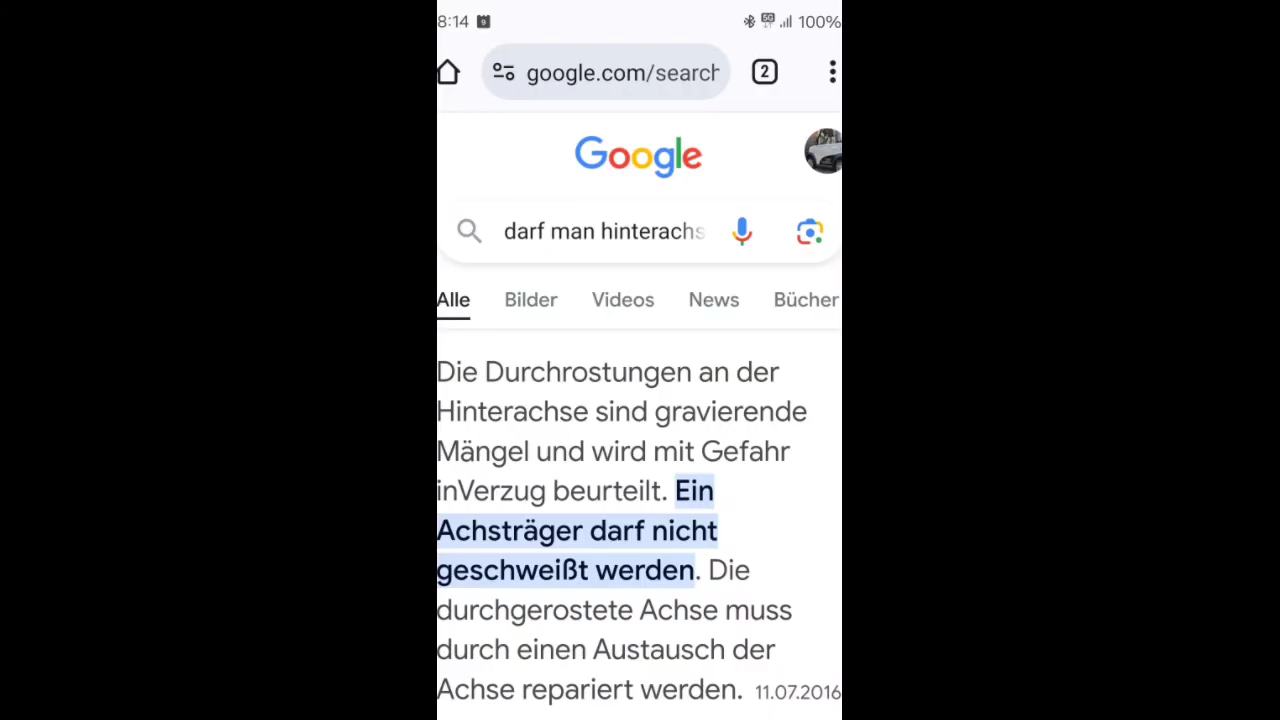 8:14 9 5G 100%
google.com/search 2
Google
darf man hinterachs
Alle Bilder Videos News Bücher
Die Durchrostungen an der
Hinterachse sind gravierende
Mängel und wird mit Gefahr
inVerzug beurteilt. Ein
Achsträger darf nicht
geschweißt werden. Die
durchgerostete Achse muss
durch einen Austausch der
Achse repariert werden. 11.07.2016